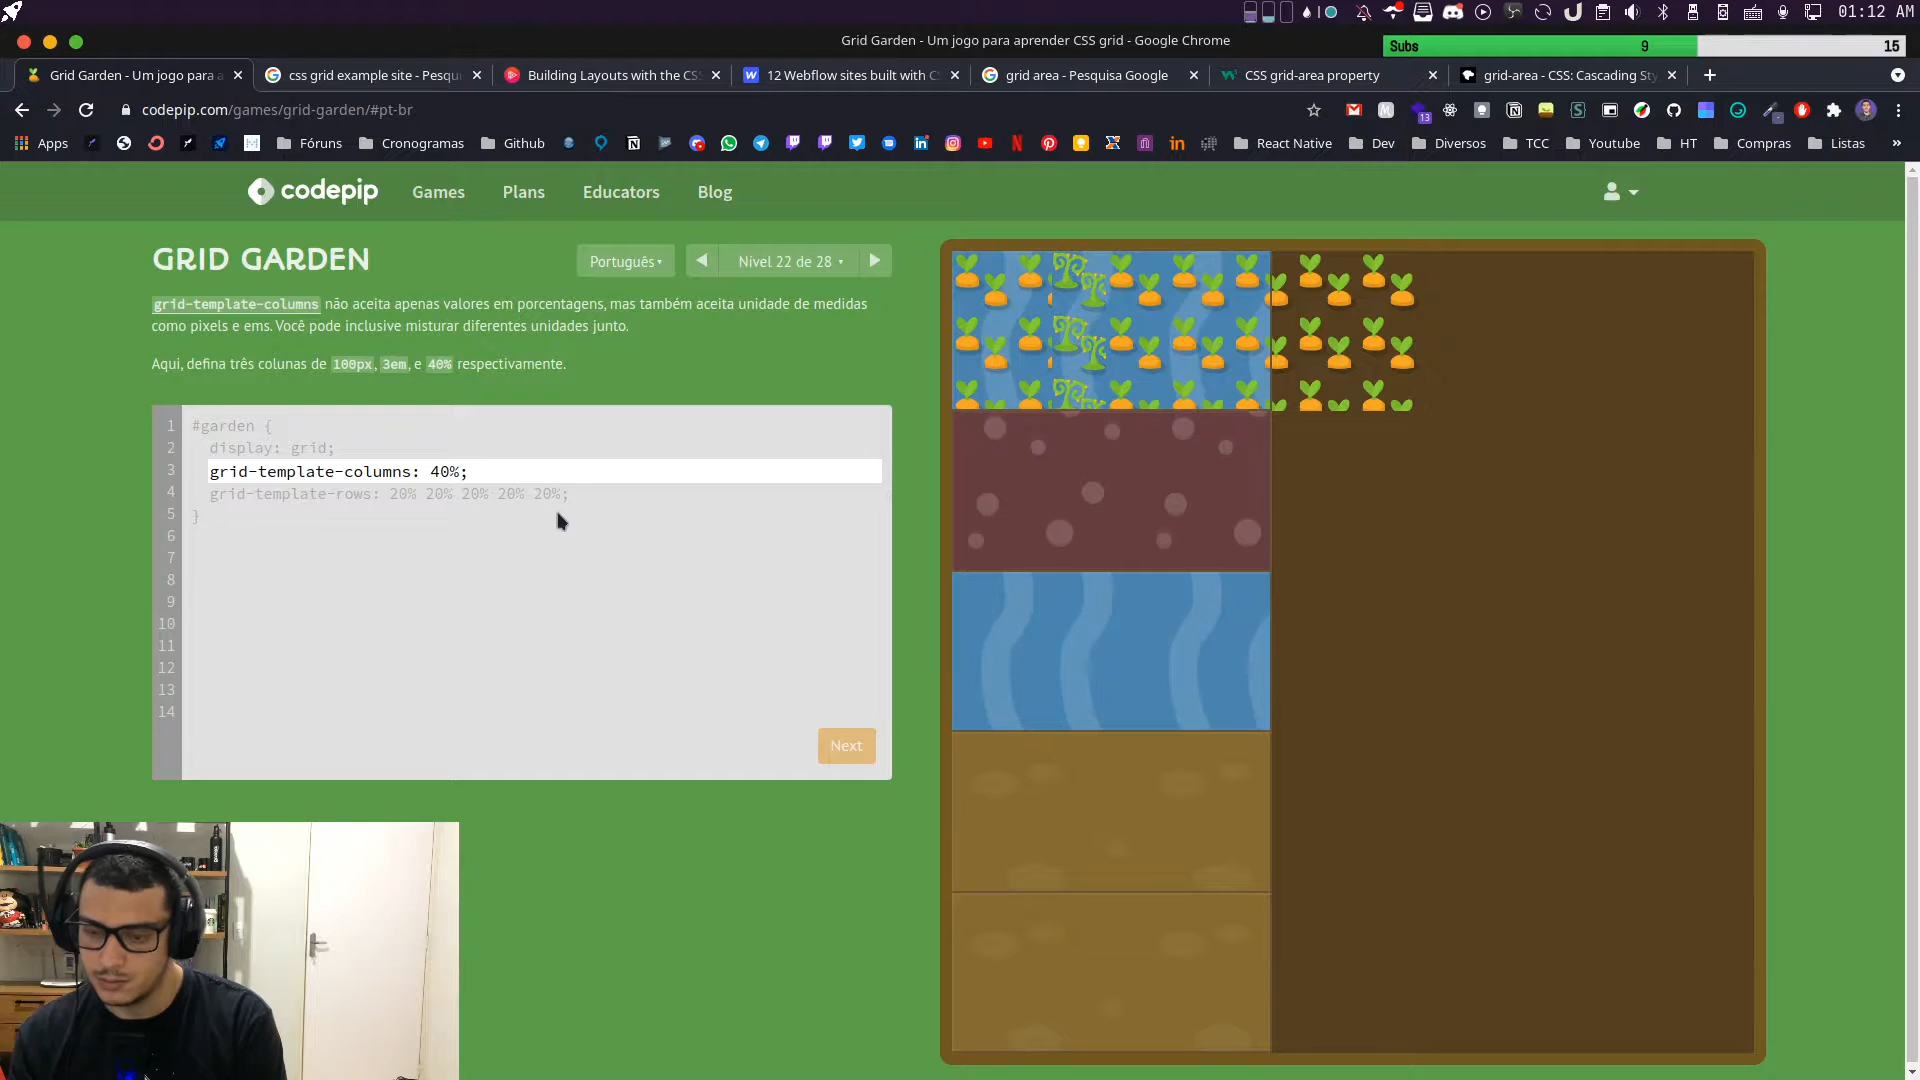 01:12 AM
Grid Garden - Um jogo para aprender CSS grid - Google Chrome
Subs 9 15
Grid Garden - Um jogo para a
css grid example site - Pesqu
Building Layouts with the CSS
12 Webflow sites built with C
grid area - Pesquisa Google
CSS grid-area property
grid-area - CSS: Cascading Sty
codepip.com/games/grid-garden/#pt-br
13
Apps
Fóruns
Cronogramas
Github
React Native
Dev
Diversos
TCC
Youtube
HT
Compras
Listas
codepip
Games
Plans
Educators
Blog
GRID GARDEN
Português
Nível 22 de 28
grid-template-columns não aceita apenas valores em porcentagens, mas também aceita unidade de medidas
como pixels e ems. Você pode inclusive misturar diferentes unidades junto.
Aqui, defina três colunas de 100px, 3em, e 40% respectivamente.
1 #garden {
2 display: grid;
3 grid-template-columns: 40%;
4 grid-template-rows: 20% 20% 20% 20% 20%;
5 }
6
7
8
9
10
11
12
13
14
Next